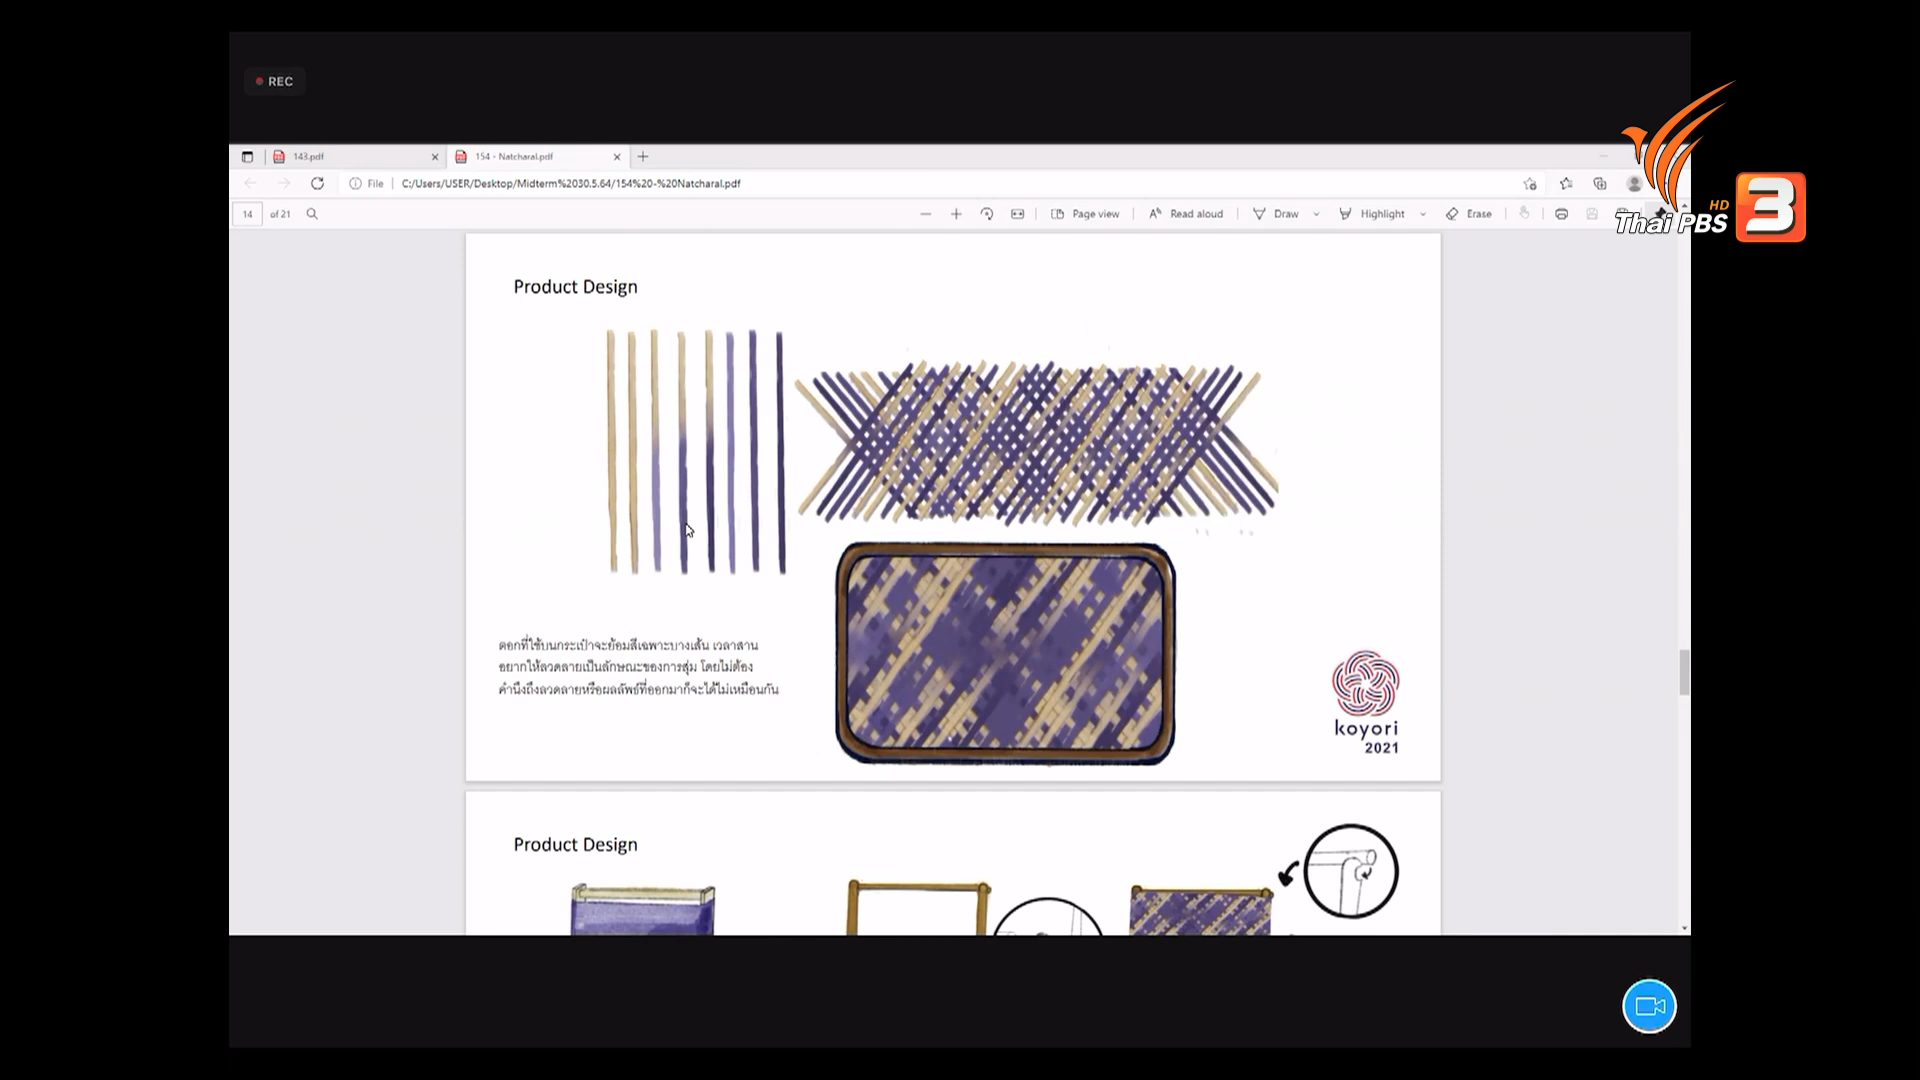 REC
143.pdf
154 - Natcharal.pdf
File
C:/Users/USER/Desktop/Midterm%2030.5.64/154%20-%20Natcharal.pdf
14
of 21
Page view
Read aloud
Draw
Highlight
Erase
HD
Thai PBS
3
Product Design
ตอกที่ใช้บนกระเป๋าจะย้อมสีเฉพาะบางเส้น เวลาสาน
อยากให้ลวดลายเป็นลักษณะของการสุ่ม โดยไม่ต้อง
คำนึงถึงลวดลายหรือผลลัพธ์ที่ออกมาก็จะได้ไม่เหมือนกัน
koyori
2021
Product Design